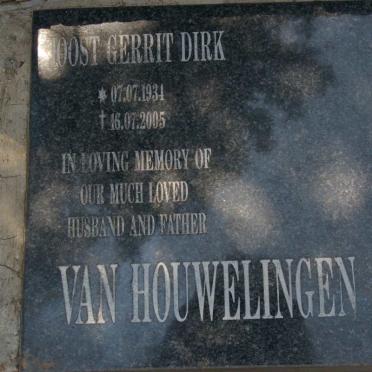 JOOST GERRIT DIRK
* 07.07.1934
† 16.07.2005
IN LOVING MEMORY OF
OUR MUCH LOVED
HUSBAND AND FATHER
VAN HOUWELINGEN